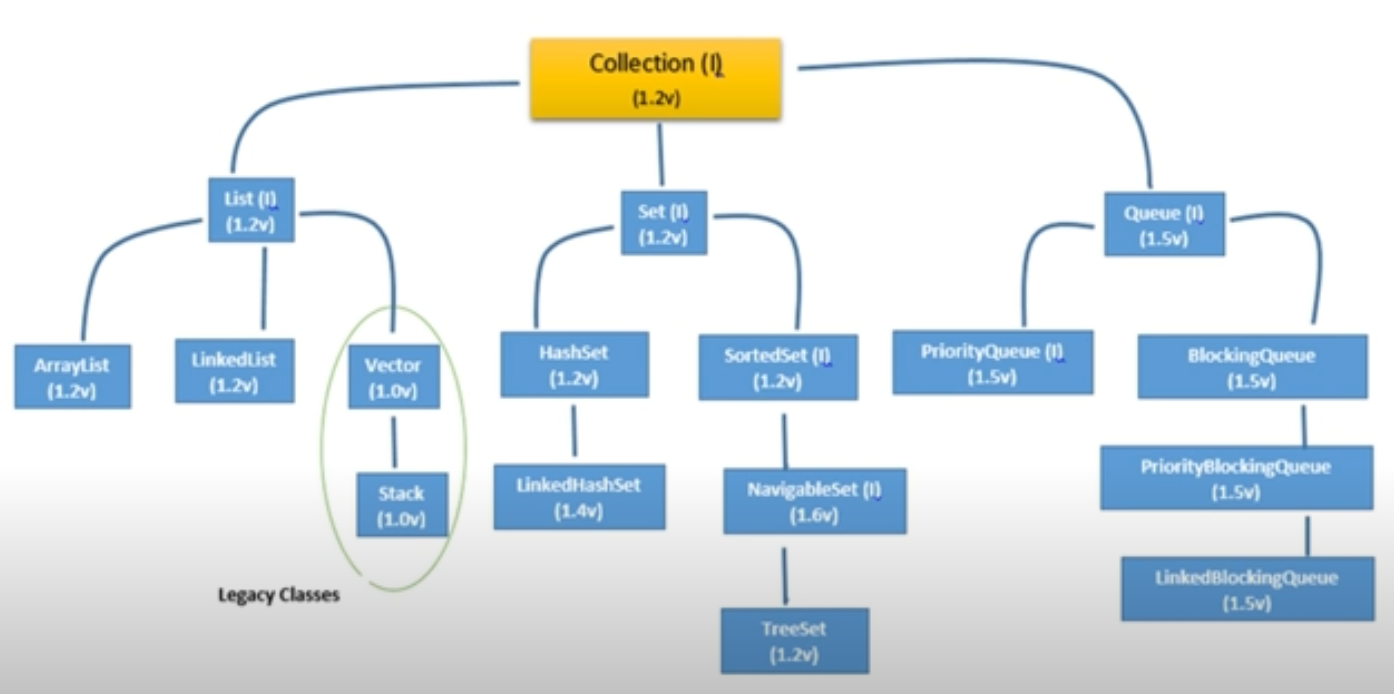 Collection (I)
(1.2v)
List (I)
(1.2v)
Set (I)
(1.2v)
Queue (I)
(1.5v)
ArrayList
(1.2v)
LinkedList
(1.2v)
Vector
(1.0v)
HashSet
(1.2v)
SortedSet (I)
(1.2v)
PriorityQueue (I)
(1.5v)
BlockingQueue
(1.5v)
Stack
(1.0v)
LinkedHashSet
(1.4v)
NavigableSet (I)
(1.6v)
PriorityBlockingQueue
(1.5v)
Legacy Classes
TreeSet
(1.2v)
LinkedBlockingQueue
(1.5v)